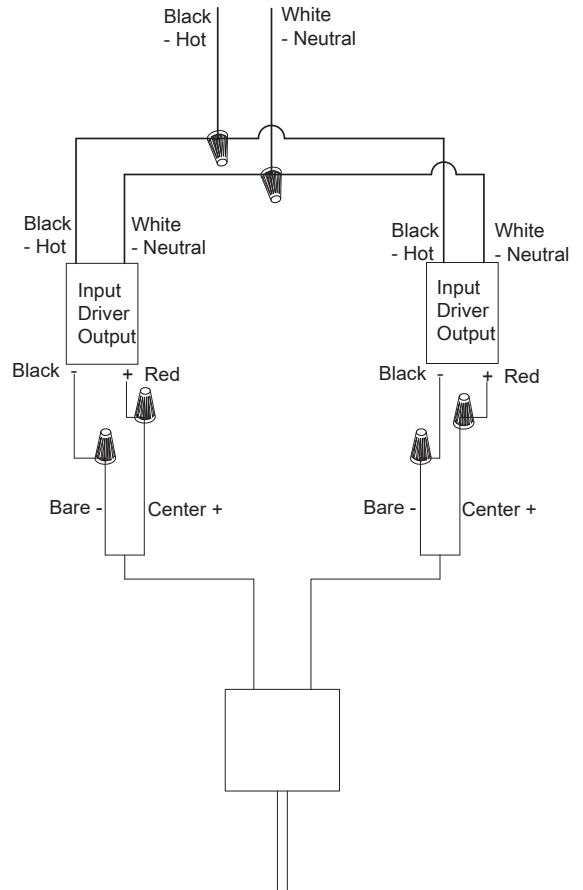 Black
- Hot
White
- Neutral
Black
- Hot
White
- Neutral
Black
- Hot
White
- Neutral
Input
Driver
Output
Input
Driver
Output
Black - + Red
Black - + Red
Bare - Center +
Bare - Center +